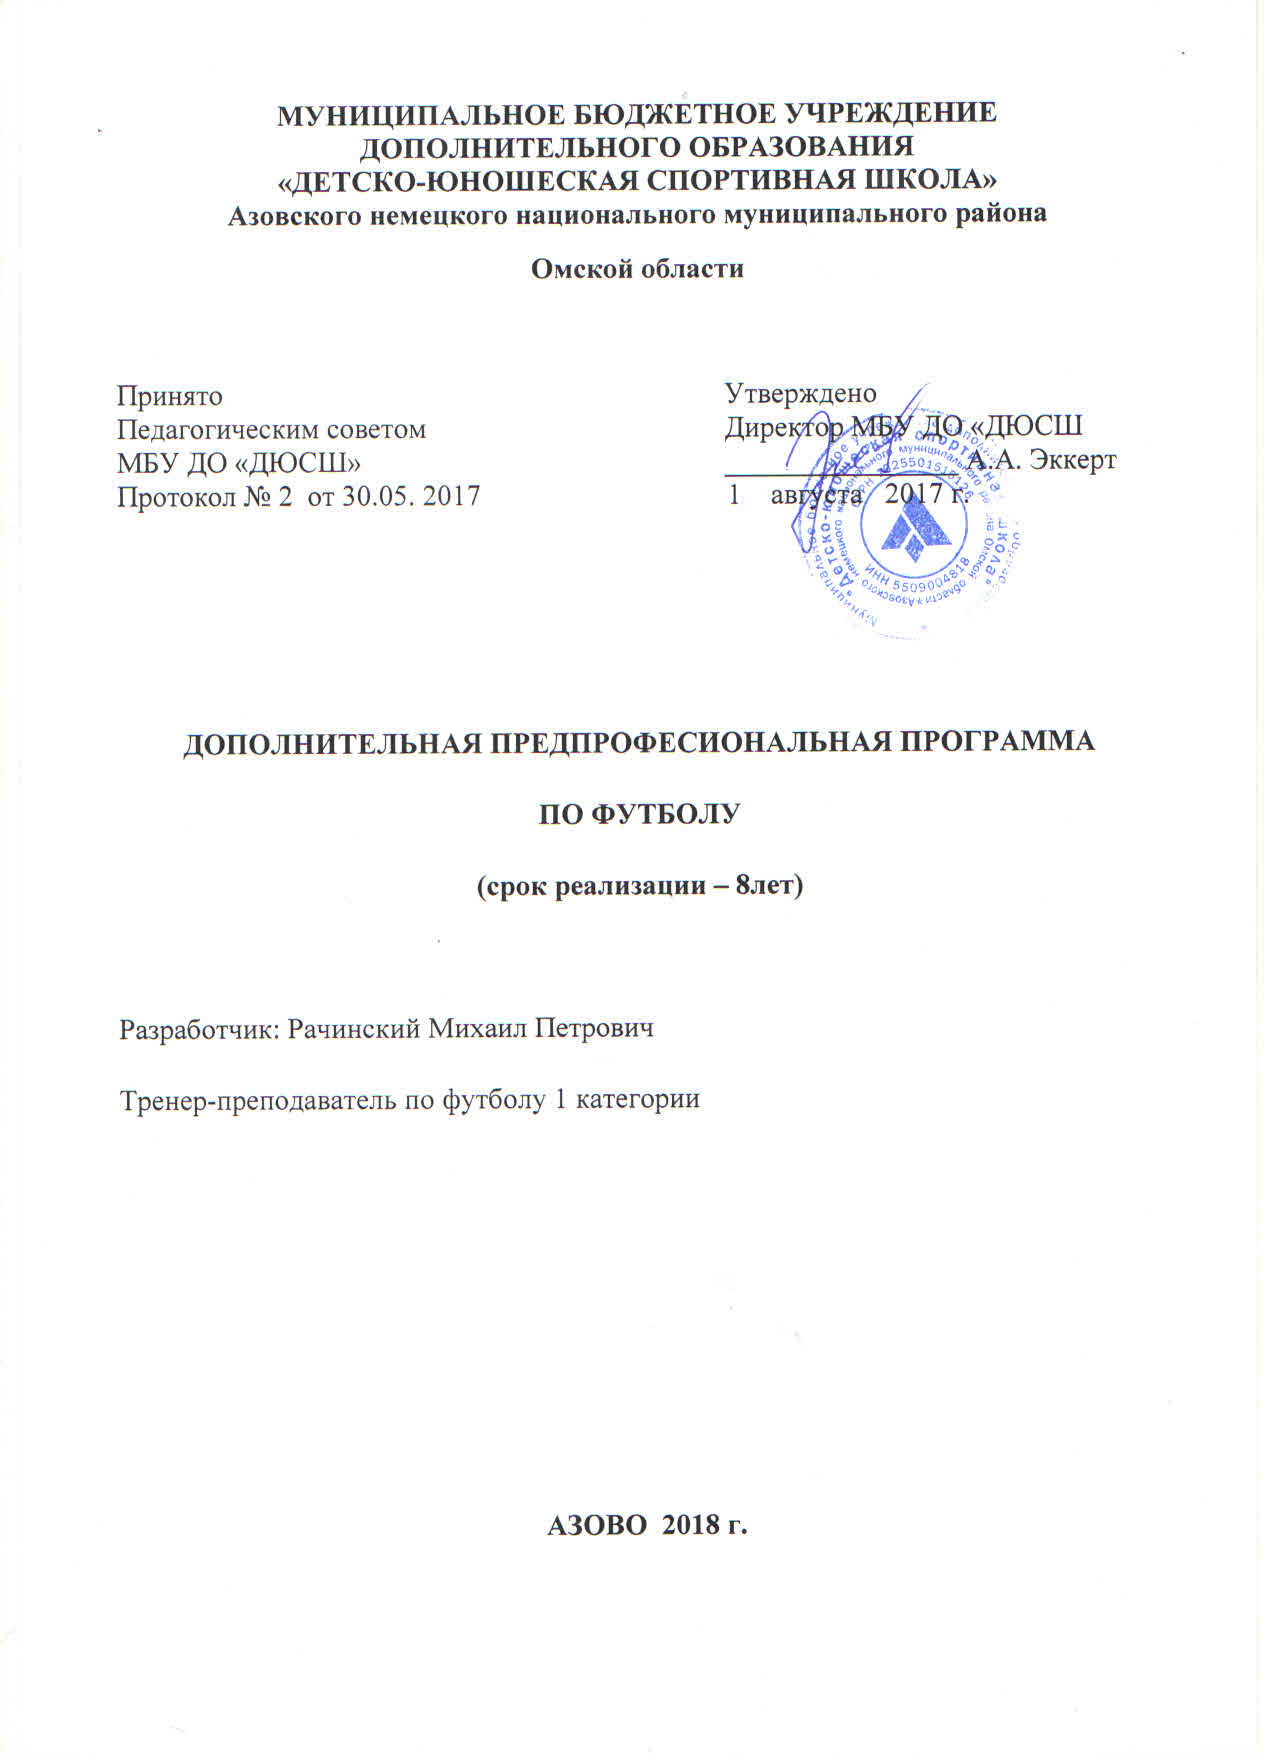 МУНИЦИПАЛЬНОЕ БЮДЖЕТНОЕ УЧРЕЖДЕНИЕ
ДОПОЛНИТЕЛЬНОГО ОБРАЗОВАНИЯ
«ДЕТСКО-ЮНОШЕСКАЯ СПОРТИВНАЯ ШКОЛА»
Азовского немецкого национального муниципального района
Омской области
Принято
Педагогическим советом
МБУ ДО «ДЮСШ»
Протокол № 2 от 30.05. 2017
Утверждено
Директор МБУ ДО «ДЮСШ
А.А. Эккерт
1 августа 2017 г.
ИНН 5509004818
ДОПОЛНИТЕЛЬНАЯ ПРЕДПРОФЕСИОНАЛЬНАЯ ПРОГРАММА
ПО ФУТБОЛУ
(срок реализации – 8лет)
Разработчик: Рачинский Михаил Петрович
Тренер-преподаватель по футболу 1 категории
АЗОВО 2018 г.